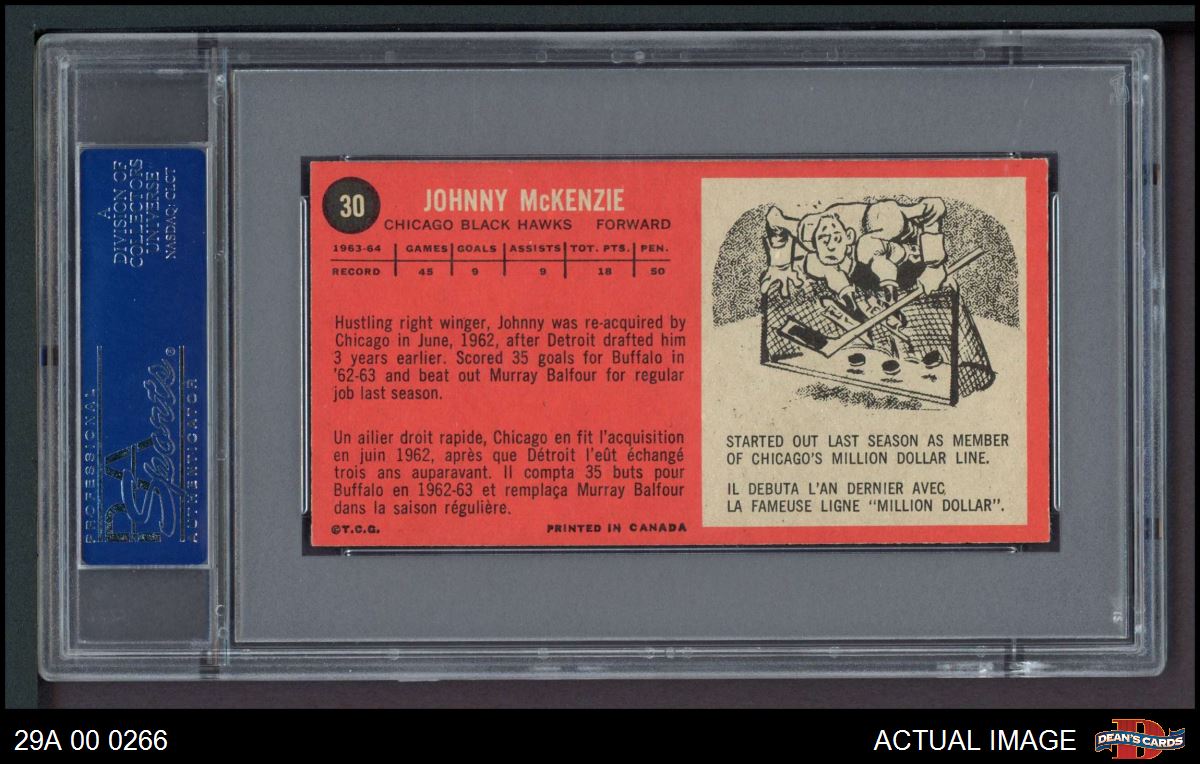 A
DIVISION OF
COLLECTORS
UNIVERSE
NASDAQ: CLCT
PROFESSIONAL
PSA
Sports®
AUTHENTICATOR
30
JOHNNY McKENZIE
CHICAGO BLACK HAWKS FORWARD
1963-64 GAMES GOALS ASSISTS TOT. PTS. PEN.
RECORD 45 9 9 18 50
Hustling right winger, Johnny was re-acquired by
Chicago in June, 1962, after Detroit drafted him
3 years earlier. Scored 35 goals for Buffalo in
'62-63 and beat out Murray Balfour for regular
job last season.
Un ailier droit rapide, Chicago en fit l'acquisition
en juin 1962, après que Détroit l'eût échangé
trois ans auparavant. Il compta 35 buts pour
Buffalo en 1962-63 et remplaça Murray Balfour
dans la saison régulière.
©T.C.G. PRINTED IN CANADA
STARTED OUT LAST SEASON AS MEMBER
OF CHICAGO'S MILLION DOLLAR LINE.
IL DEBUTA L'AN DERNIER AVEC
LA FAMEUSE LIGNE "MILLION DOLLAR".
29A 00 0266
ACTUAL IMAGE
DEAN'S CARDS